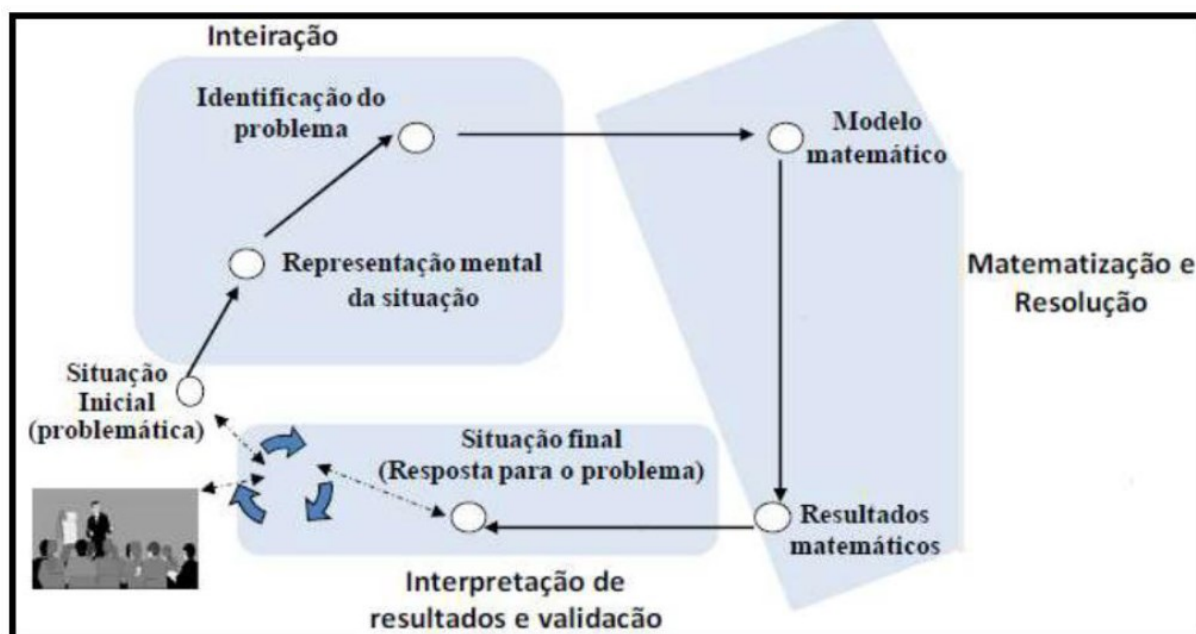 Inteiração
Identificação do
problema
Modelo
matemático
Representação mental
da situação
Matematização e
Resolução
Situação
Inicial
(problemática)
Situação final
(Resposta para o problema)
Resultados
matemáticos
Interpretação de
resultados e validacão